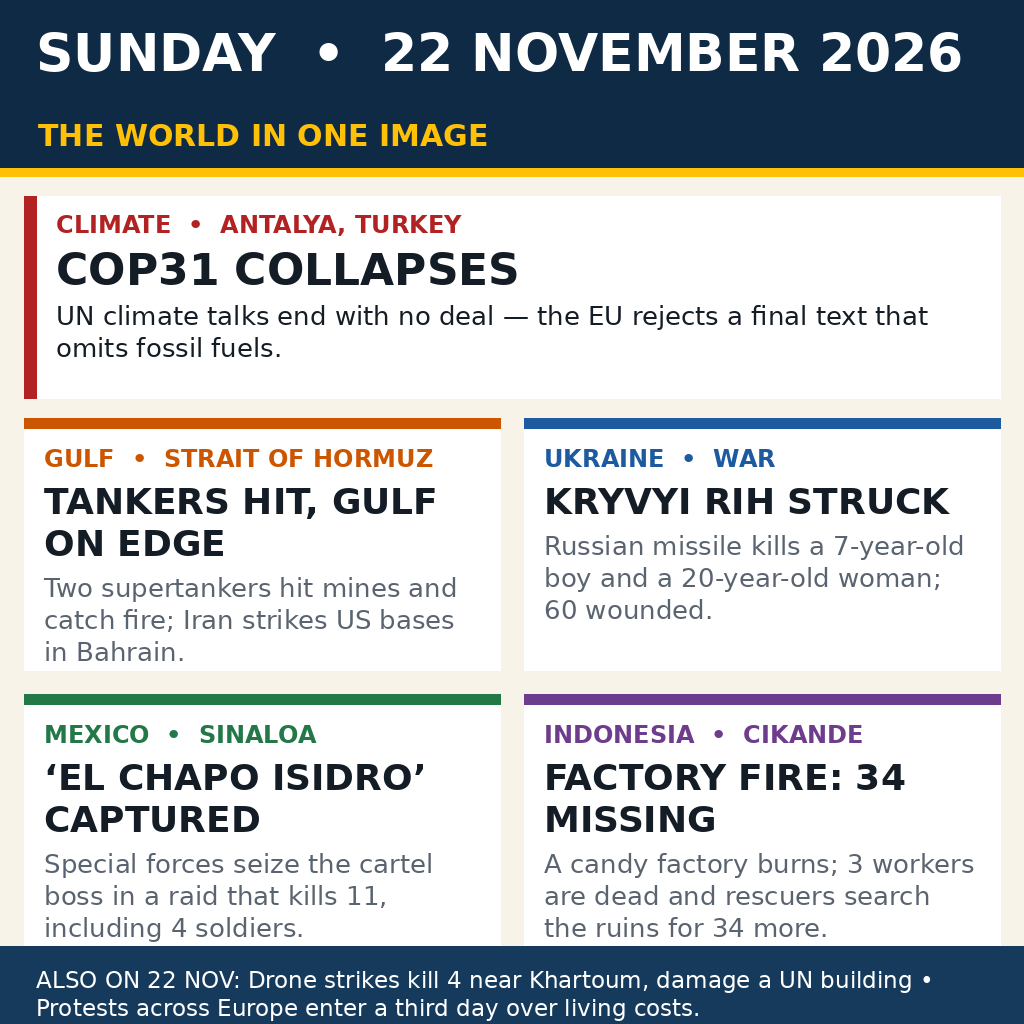 SUNDAY • 22 NOVEMBER 2026
THE WORLD IN ONE IMAGE
CLIMATE • ANTALYA, TURKEY
COP31 COLLAPSES
UN climate talks end with no deal — the EU rejects a final text that
omits fossil fuels.
GULF • STRAIT OF HORMUZ
TANKERS HIT, GULF
ON EDGE
Two supertankers hit mines and
catch fire; Iran strikes US bases
in Bahrain.
UKRAINE • WAR
KRYVYI RIH STRUCK
Russian missile kills a 7-year-old
boy and a 20-year-old woman;
60 wounded.
MEXICO • SINALOA
‘EL CHAPO ISIDRO’
CAPTURED
Special forces seize the cartel
boss in a raid that kills 11,
including 4 soldiers.
INDONESIA • CIKANDE
FACTORY FIRE: 34
MISSING
A candy factory burns; 3 workers
are dead and rescuers search
the ruins for 34 more.
ALSO ON 22 NOV: Drone strikes kill 4 near Khartoum, damage a UN building •
Protests across Europe enter a third day over living costs.